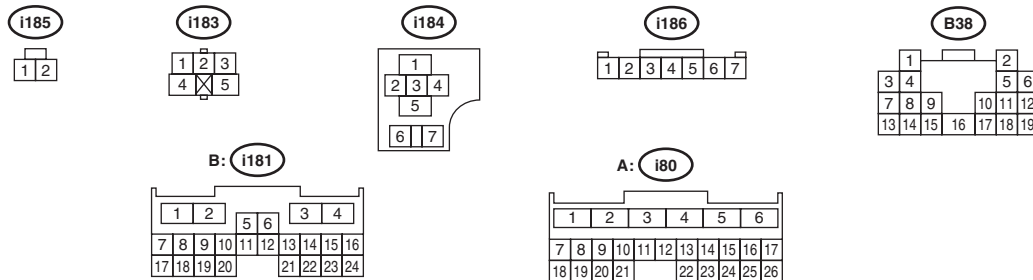 i185 i183 i184 i186 B38
1 2
1 2 3
4 5
1
2 3 4
5
6 7
1 2 3 4 5 6 7
1 2
3 4 5 6
7 8 9 10 11 12
13 14 15 16 17 18 19
B: i181
1 2 3 4
5 6
7 8 9 10 11 12 13 14 15 16
17 18 19 20 21 22 23 24
A: i80
1 2 3 4 5 6
7 8 9 10 11 12 13 14 15 16 17
18 19 20 21 22 23 24 25 26